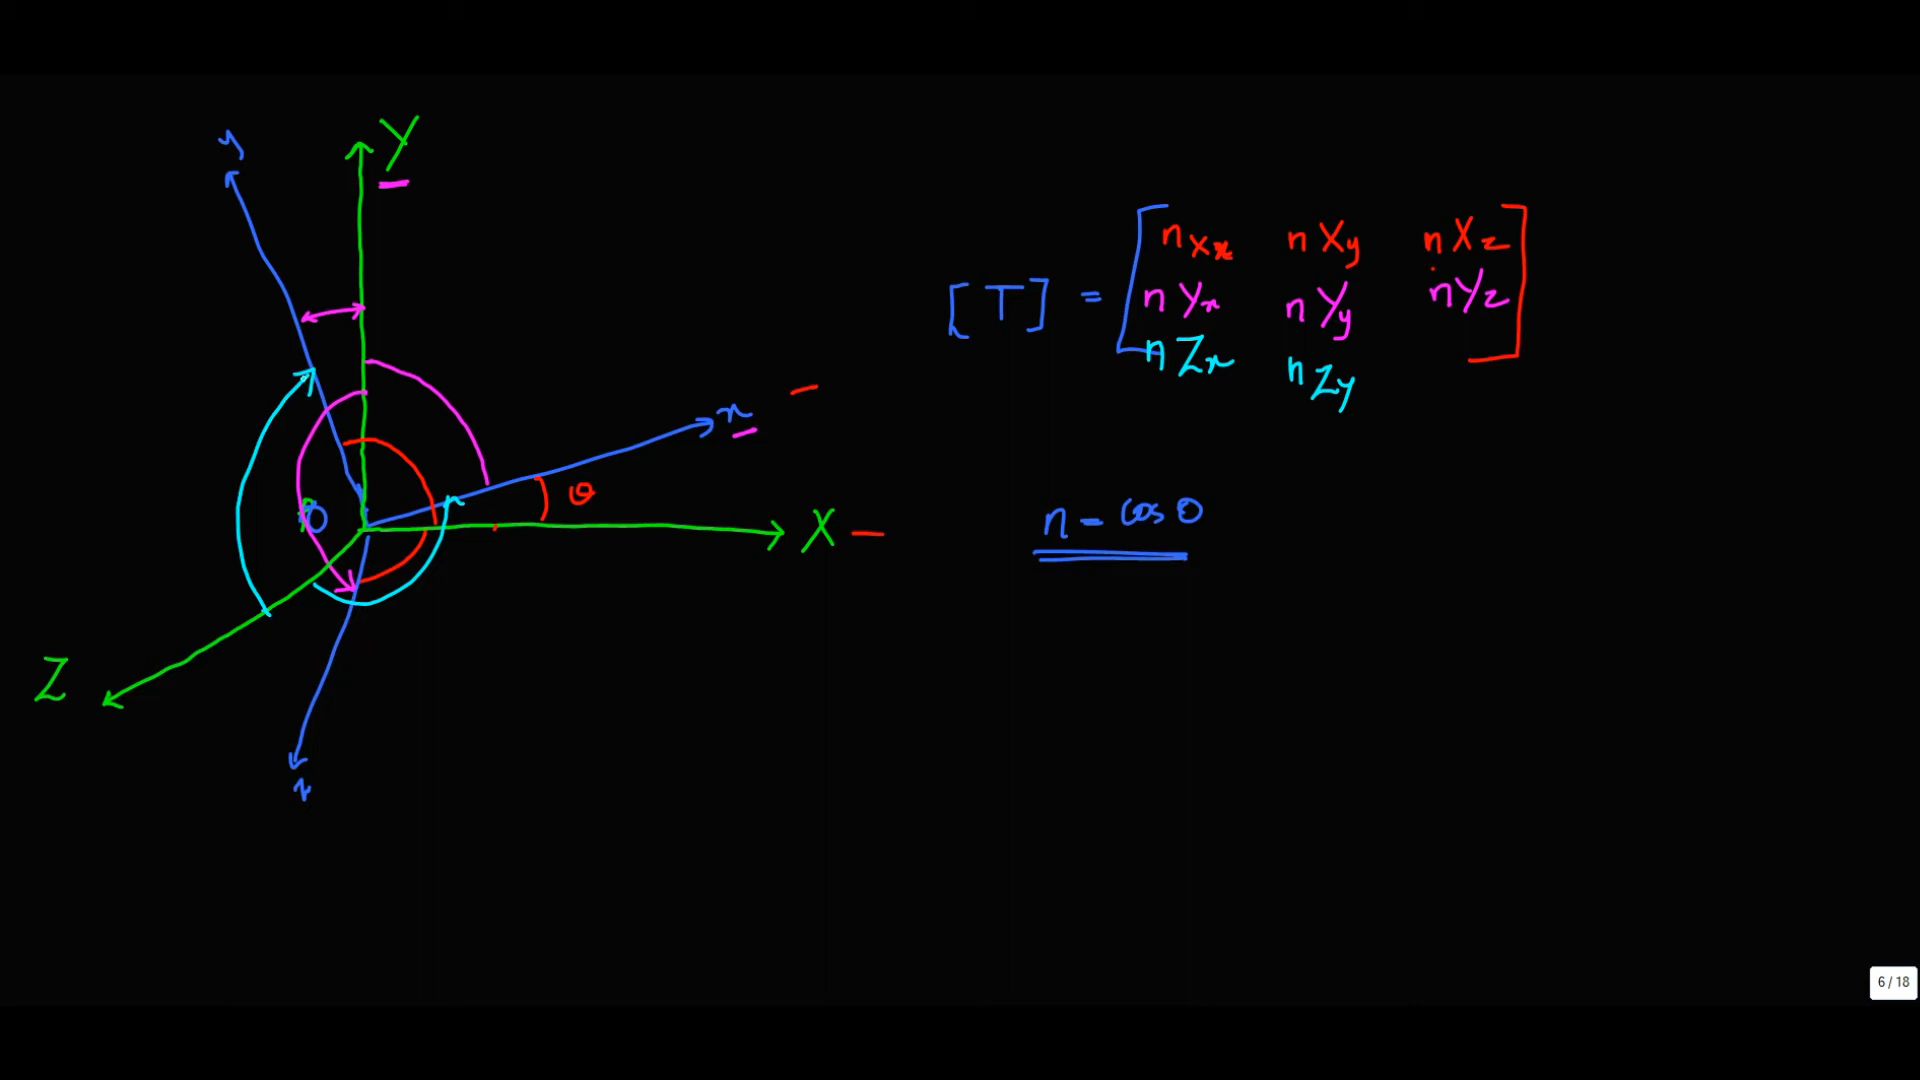 y
Y
[T] = [ nXx nXy nXz ]
nYx nYy nYz
nZx nZy
x
θ
O
X
n = cos θ
Z
z
6 / 18